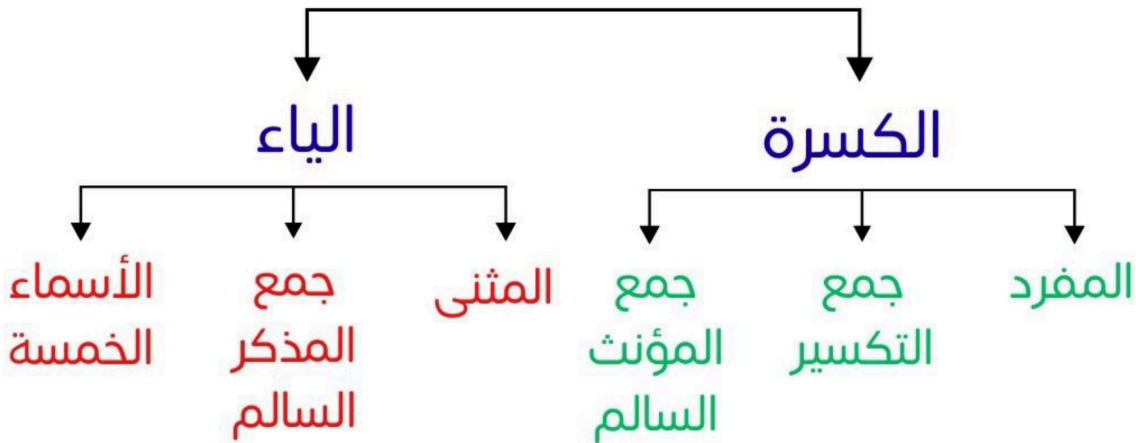 الكسرة
الياء
المفرد
جمع
التكسير
جمع
المؤنث
السالم
المثنى
جمع
المذكر
السالم
الأسماء
الخمسة